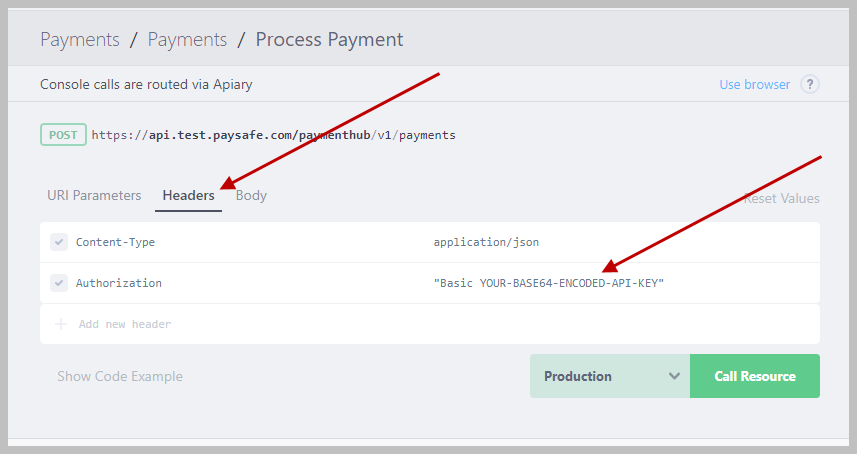 Payments / Payments / Process Payment
Console calls are routed via Apiary
Use browser ?
POST https://api.test.paysafe.com/paymenthub/v1/payments
URI Parameters Headers Body
Reset Values
Content-Type application/json
Authorization "Basic YOUR-BASE64-ENCODED-API-KEY"
+ Add new header
Show Code Example
Production Call Resource